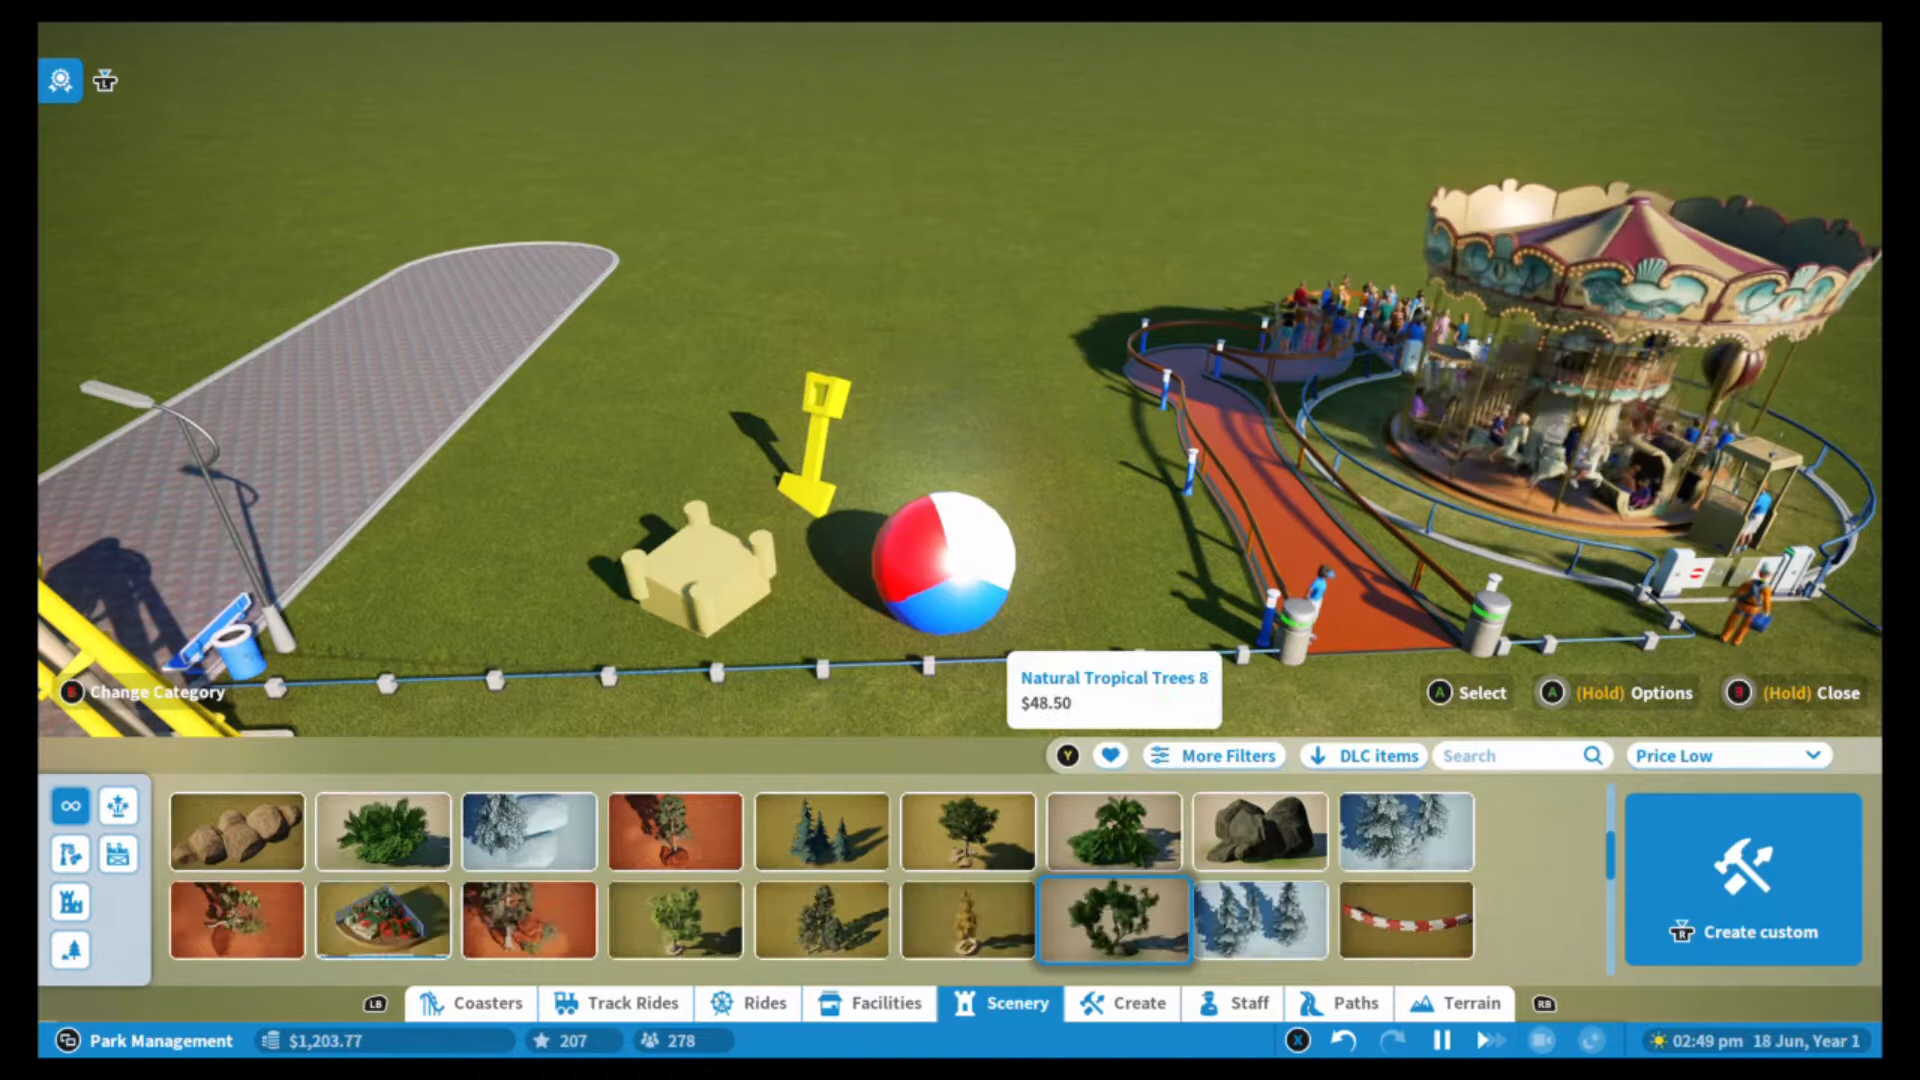 L
B Change Category
Natural Tropical Trees 8
$48.50
A Select
A (Hold) Options
B (Hold) Close
Y
More Filters
DLC items
Search
Price Low
R Create custom
LB
Coasters
Track Rides
Rides
Facilities
Scenery
Create
Staff
Paths
Terrain
RB
Park Management
$1,203.77
207
278
X
02:49 pm 18 Jun, Year 1